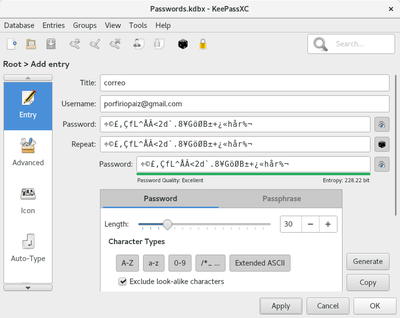 Passwords.kdbx - KeePassXC
Database Entries Groups View Tools Help
Search...
Root > Add entry
Title: correo
Username: porfiriopaiz@gmail.com
Password: ÷©£,ÇfL^ÅÂ<2d`.8¥GöØB±+¿«hår%¬
Repeat: ÷©£,ÇfL^ÅÂ<2d`.8¥GöØB±+¿«hår%¬
Password: ÷©£,ÇfL^ÅÂ<2d`.8¥GöØB±+¿«hår%¬
Password Quality: Excellent Entropy: 228.22 bit
Entry
Advanced
Icon
Auto-Type
Password Passphrase
Length: 30 − +
Character Types
A-Z a-z 0-9 /*_ ... Extended ASCII
Exclude look-alike characters
Generate
Copy
Apply Cancel OK